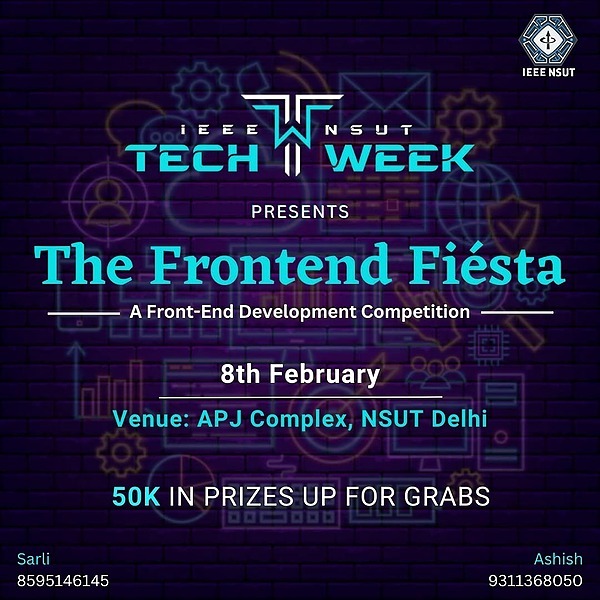 IEEE NSUT
IEEE NSUT
TECH WEEK
PRESENTS
The Frontend Fiésta
A Front-End Development Competition
8th February
Venue: APJ Complex, NSUT Delhi
50K IN PRIZES UP FOR GRABS
Sarli
8595146145
Ashish
9311368050